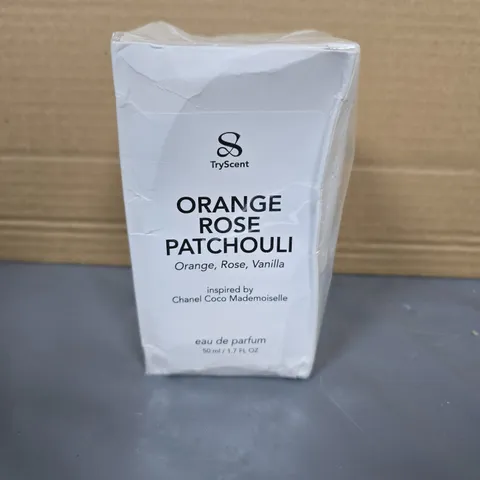 TryScent
ORANGE
ROSE
PATCHOULI
Orange, Rose, Vanilla
inspired by
Chanel Coco Mademoiselle
eau de parfum
50 ml / 1.7 FL OZ